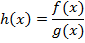 h(x) = f(x)/g(x)